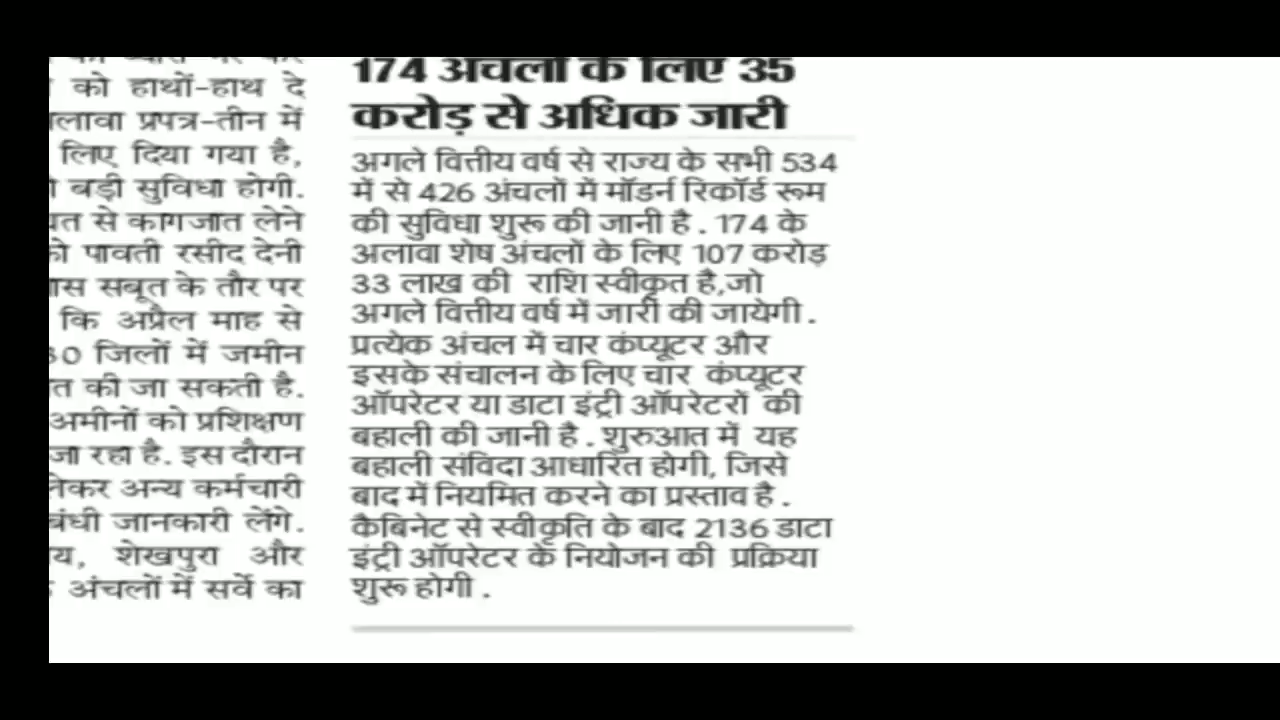 को हाथों-हाथ दे
प्रपत्र-तीन में
लिए दिया गया है,
बड़ी सुविधा होगी.
से कागजात लेने
पावती रसीद देनी
सबूत के तौर पर
कि अप्रैल माह से
जिलों में जमीन
की जा सकती है.
अमीनों को प्रशिक्षण
जा रहा है. इस दौरान
लेकर अन्य कर्मचारी
जानकारी लेंगे.
शेखपुरा और
अंचलों में सर्वे का
174 अंचलों के लिए 35
करोड़ से अधिक जारी
अगले वित्तीय वर्ष से राज्य के सभी 534
में से 426 अंचलों में मॉडर्न रिकॉर्ड रूम
की सुविधा शुरू की जानी है . 174 के
अलावा शेष अंचलों के लिए 107 करोड़
33 लाख की राशि स्वीकृत है,जो
अगले वित्तीय वर्ष में जारी की जायेगी .
प्रत्येक अंचल में चार कंप्यूटर और
इसके संचालन के लिए चार कंप्यूटर
ऑपरेटर या डाटा इंट्री ऑपरेटरों की
बहाली की जानी है . शुरुआत में यह
बहाली संविदा आधारित होगी, जिसे
बाद में नियमित करने का प्रस्ताव है .
कैबिनेट से स्वीकृति के बाद 2136 डाटा
इंट्री ऑपरेटर के नियोजन की प्रक्रिया
शुरू होगी .